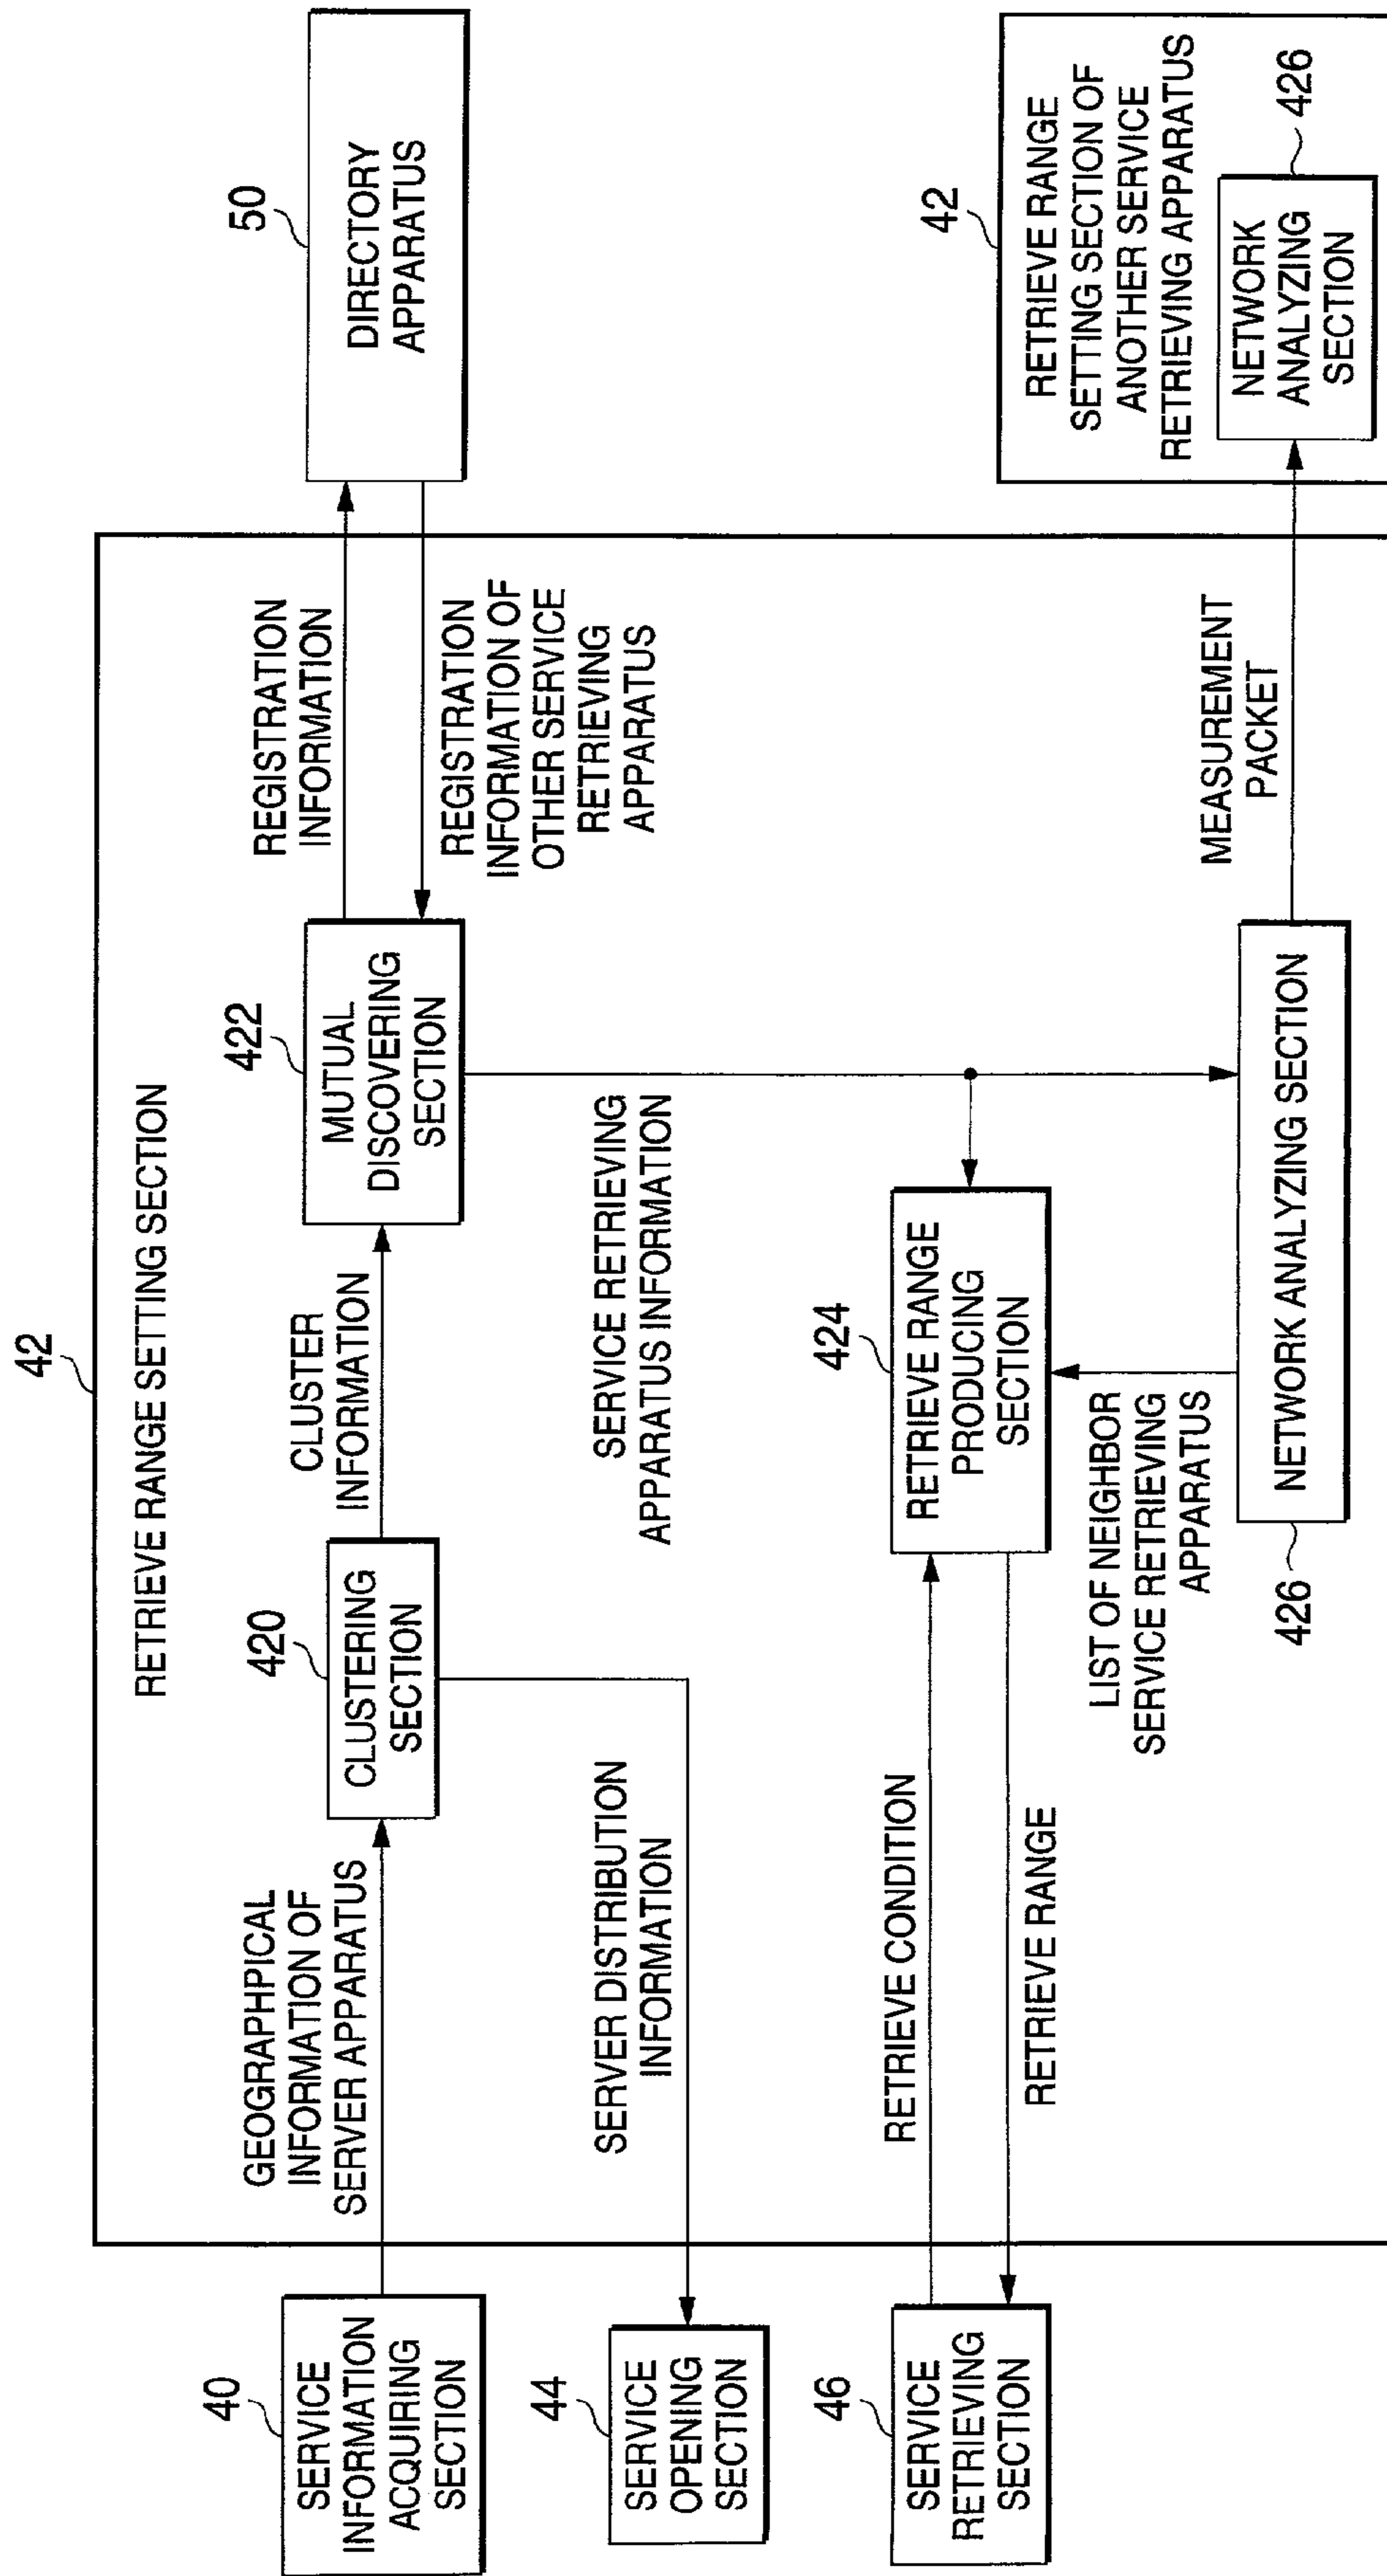 42
RETRIEVE RANGE SETTING SECTION
40
SERVICE
INFORMATION
ACQUIRING
SECTION
GEOGRAPHPICAL
INFORMATION OF
SERVER APPARATUS
420
CLUSTERING
SECTION
CLUSTER
INFORMATION
422
MUTUAL
DISCOVERING
SECTION
REGISTRATION
INFORMATION
REGISTRATION
INFORMATION OF
OTHER SERVICE
RETRIEVING
APPARATUS
50
DIRECTORY
APPARATUS
44
SERVICE
OPENING
SECTION
SERVER DISTRIBUTION
INFORMATION
SERVICE RETRIEVING
APPARATUS INFORMATION
46
SERVICE
RETRIEVING
SECTION
RETRIEVE CONDITION
RETRIEVE RANGE
424
RETRIEVE RANGE
PRODUCING
SECTION
LIST OF NEIGHBOR
SERVICE RETRIEVING
APPARATUS
426
NETWORK ANALYZING SECTION
MEASUREMENT
PACKET
42
RETRIEVE RANGE
SETTING SECTION OF
ANOTHER SERVICE
RETRIEVING APPARATUS
NETWORK
ANALYZING
SECTION
426